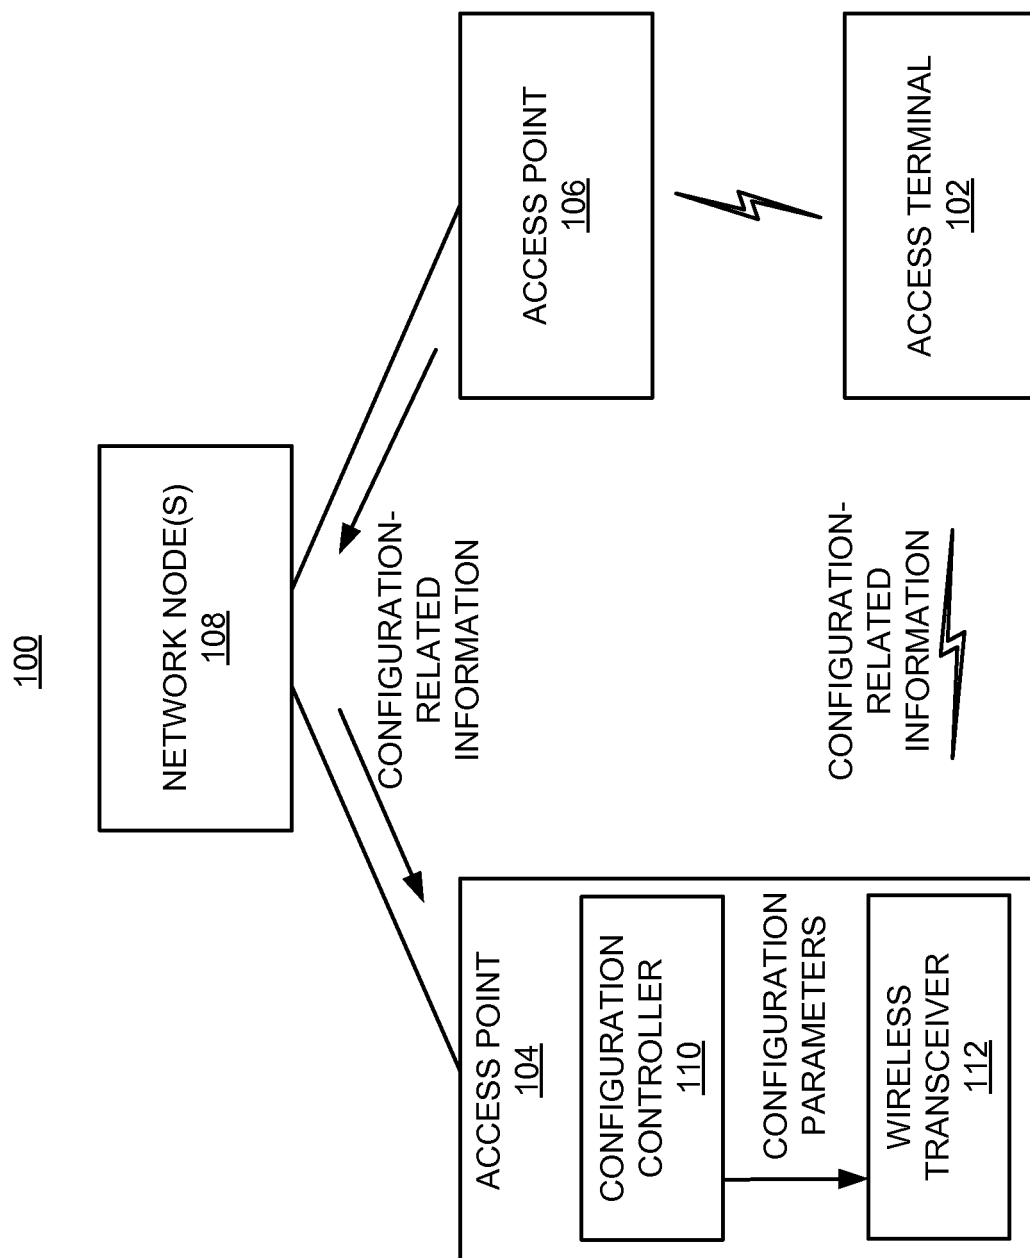 100
NETWORK NODE(S)
108
CONFIGURATION-
RELATED
INFORMATION
ACCESS POINT
106
ACCESS TERMINAL
102
CONFIGURATION-
RELATED
INFORMATION
ACCESS POINT
104
CONFIGURATION
CONTROLLER
110
CONFIGURATION
PARAMETERS
WIRELESS
TRANSCEIVER
112